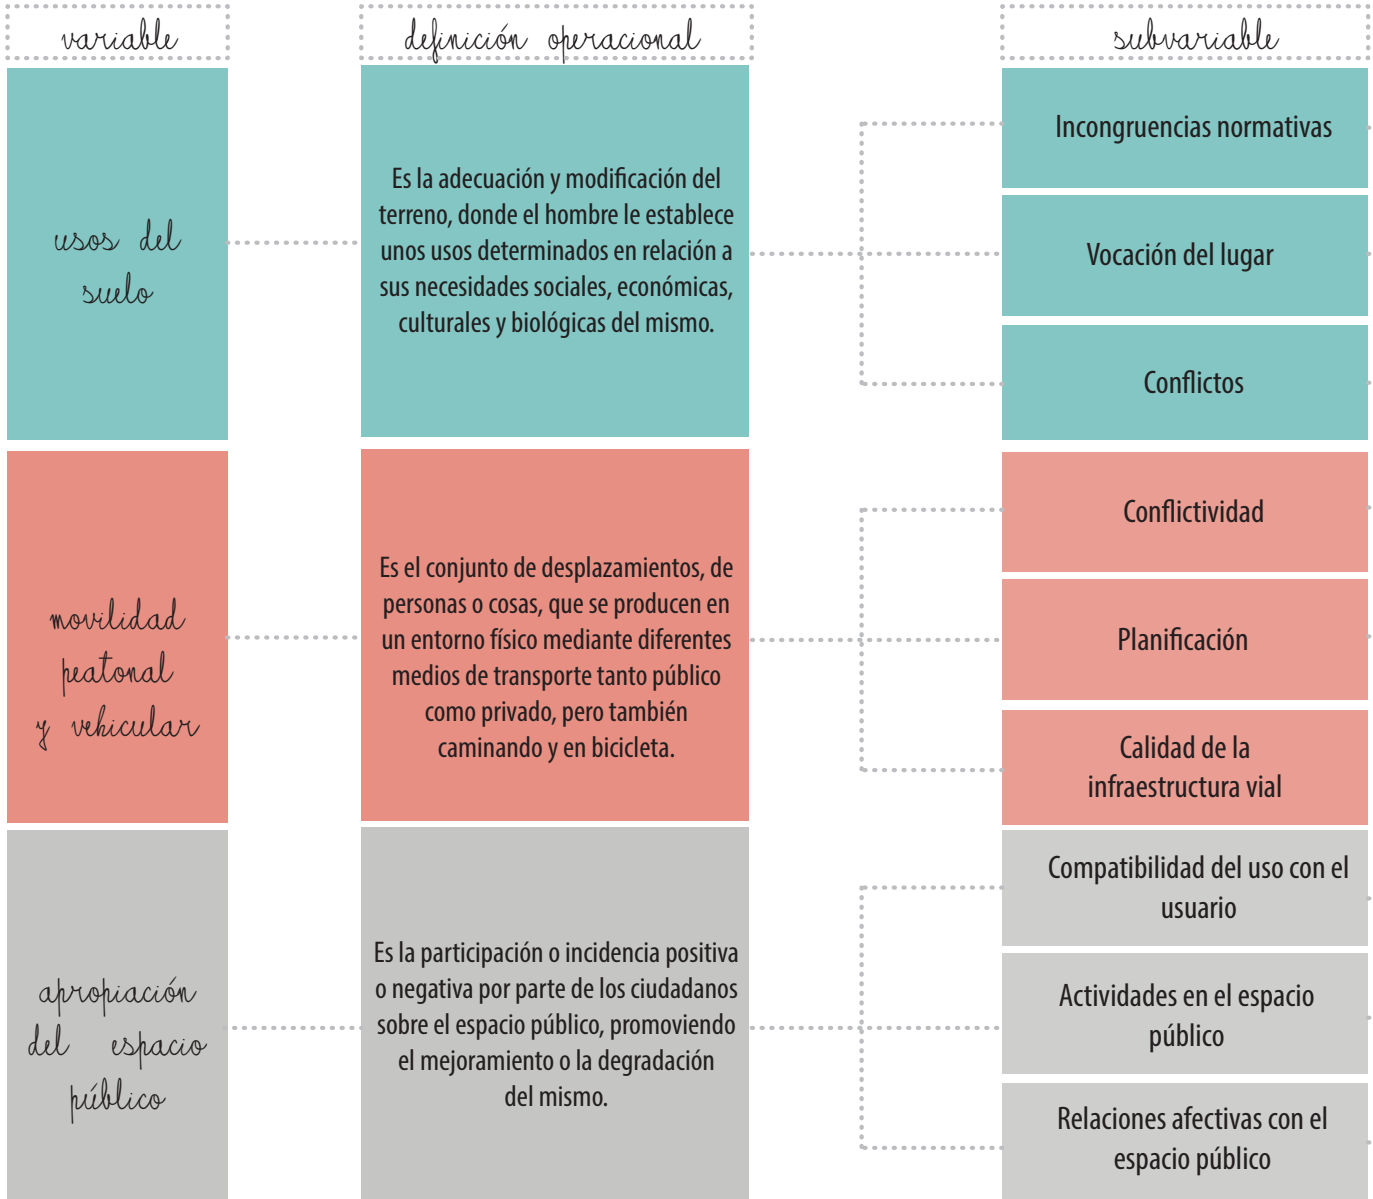 variable
definición operacional
subvariable
usos del
suelo
Es la adecuación y modificación del
terreno, donde el hombre le establece
unos usos determinados en relación a
sus necesidades sociales, económicas,
culturales y biológicas del mismo.
Incongruencias normativas
Vocación del lugar
Conflictos
movilidad
peatonal
y vehicular
Es el conjunto de desplazamientos, de
personas o cosas, que se producen en
un entorno físico mediante diferentes
medios de transporte tanto público
como privado, pero también
caminando y en bicicleta.
Conflictividad
Planificación
Calidad de la
infraestructura vial
apropiación
del espacio
público
Es la participación o incidencia positiva
o negativa por parte de los ciudadanos
sobre el espacio público, promoviendo
el mejoramiento o la degradación
del mismo.
Compatibilidad del uso con el
usuario
Actividades en el espacio
público
Relaciones afectivas con el
espacio público